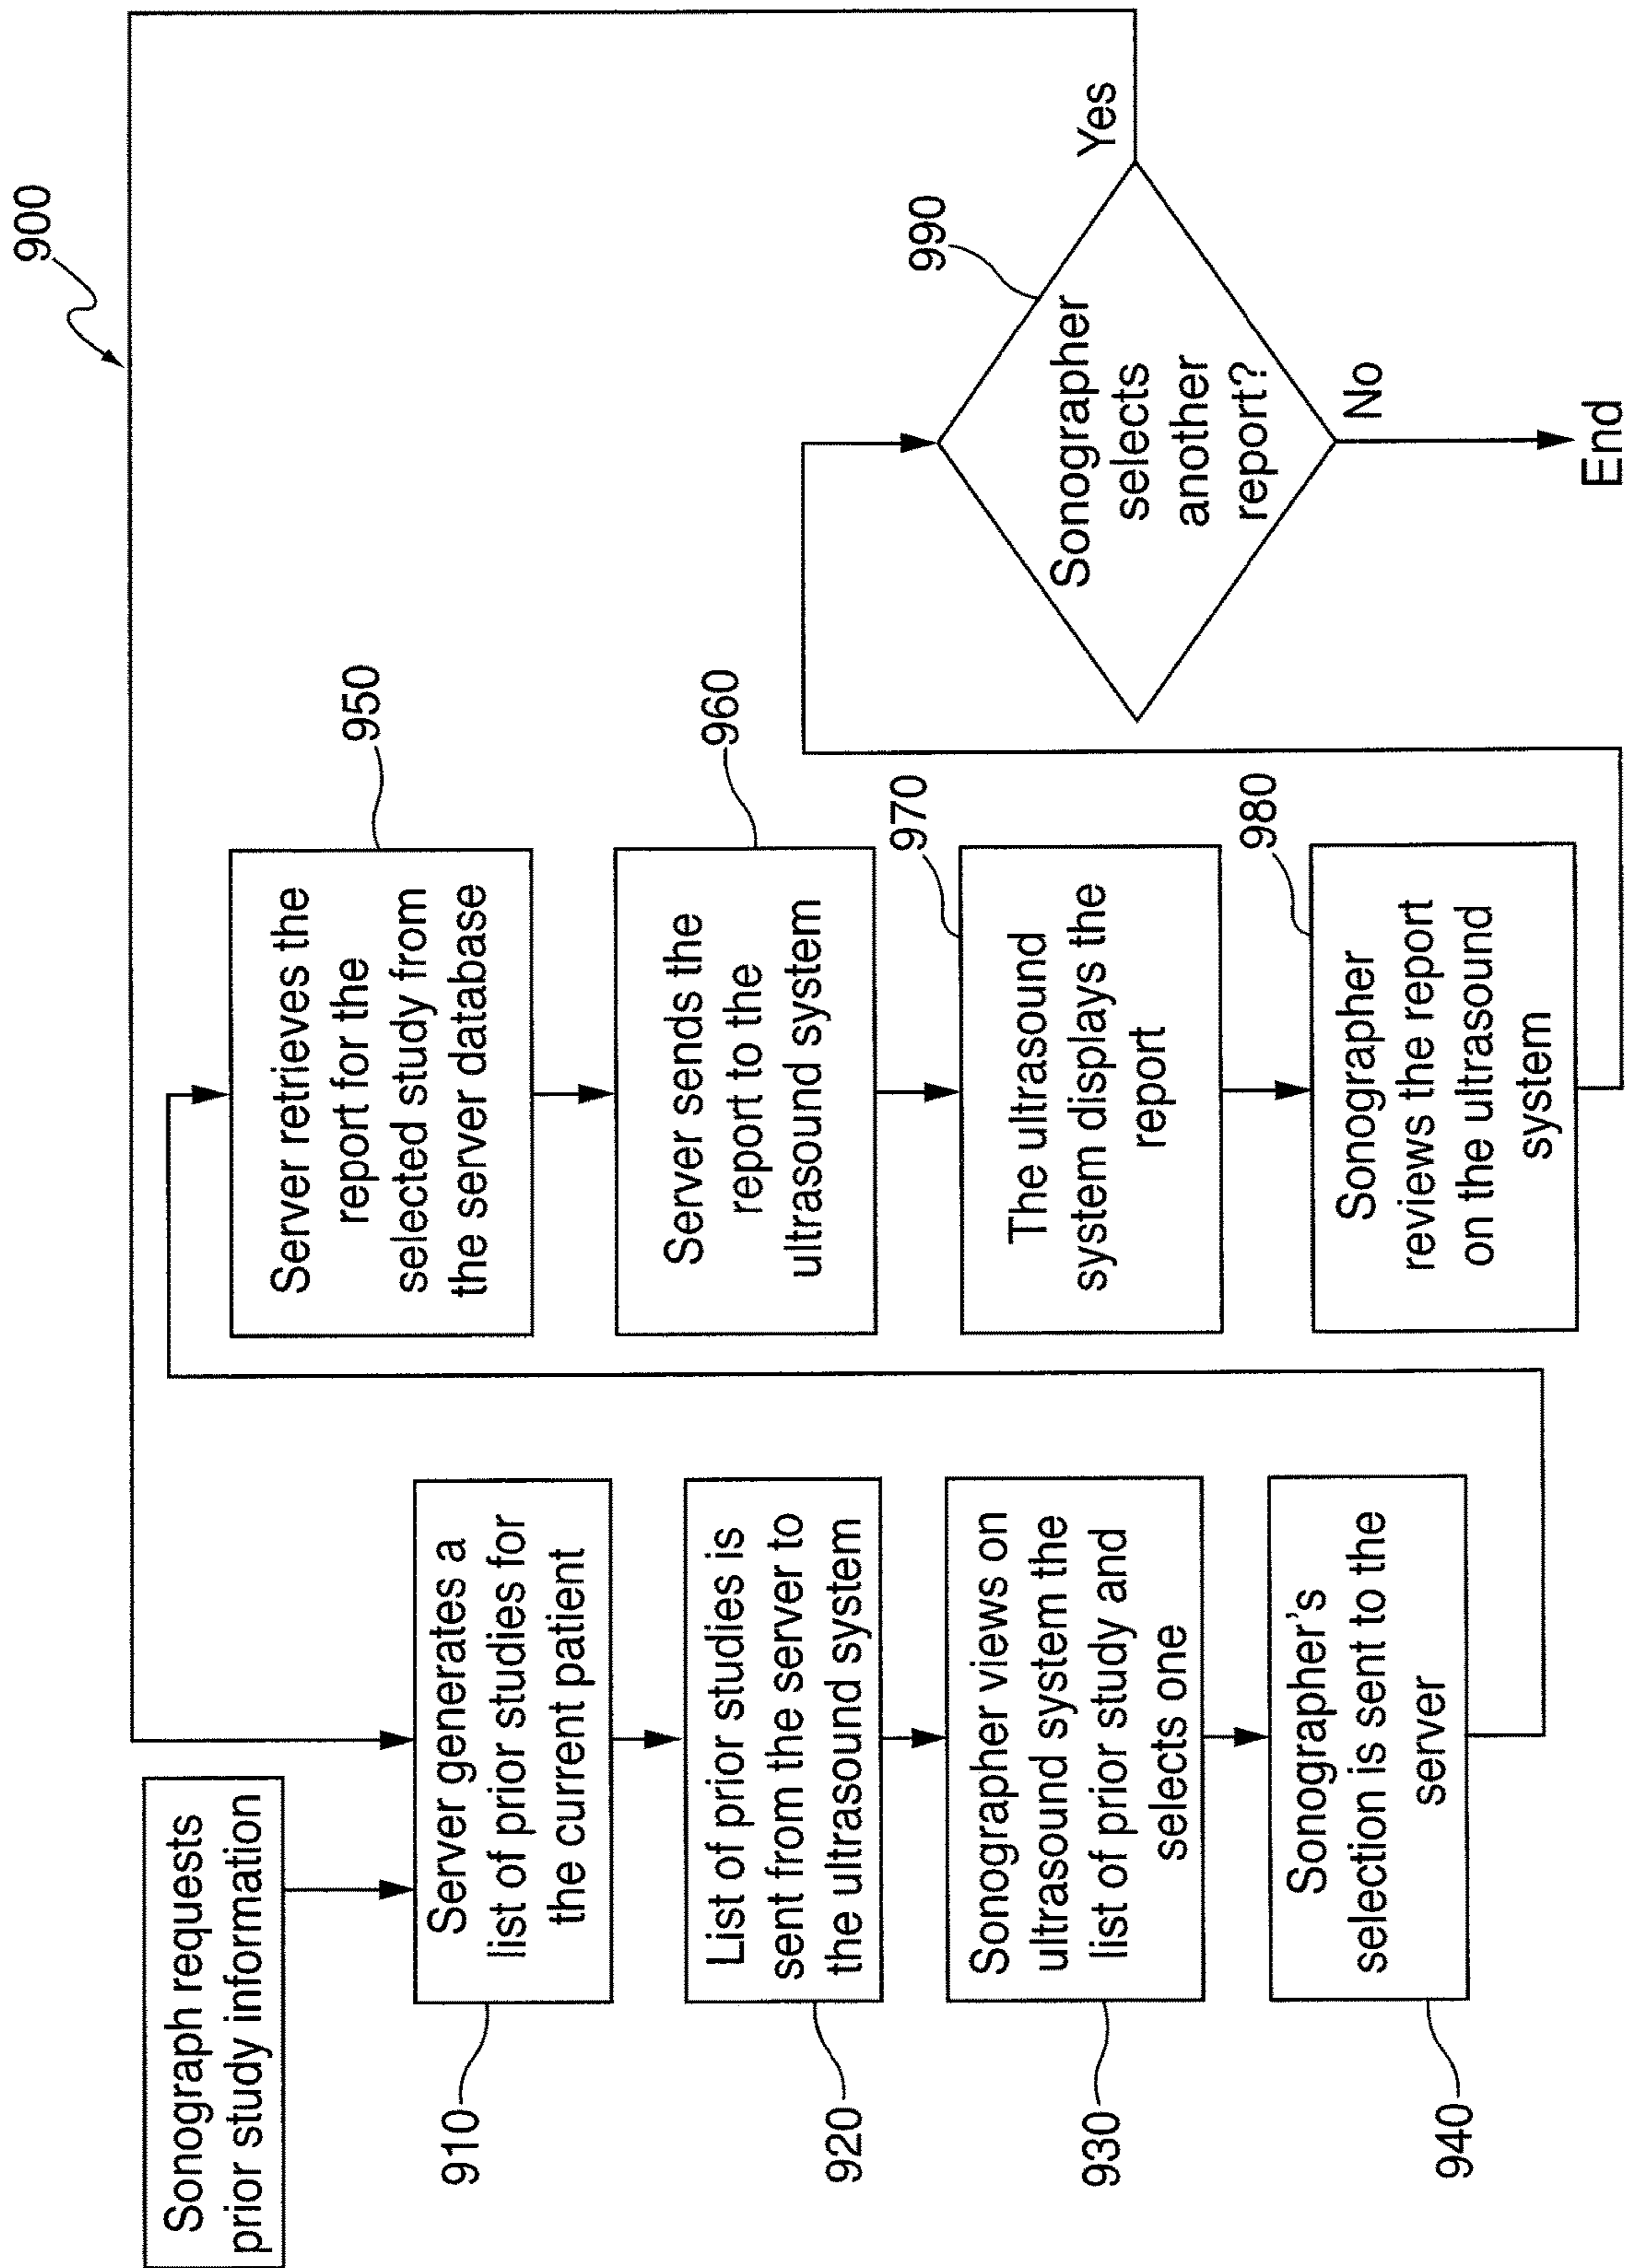 900
Sonograph requests
prior study information
910
Server generates a
list of prior studies for
the current patient
920
List of prior studies is
sent from the server to
the ultrasound system
930
Sonographer views on
ultrasound system the
list of prior study and
selects one
940
Sonographer's
selection is sent to the
server
950
Server retrieves the
report for the
selected study from
the server database
960
Server sends the
report to the
ultrasound system
970
The ultrasound
system displays the
report
980
Sonographer
reviews the report
on the ultrasound
system
990
Sonographer
selects
another
report?
Yes
No
End